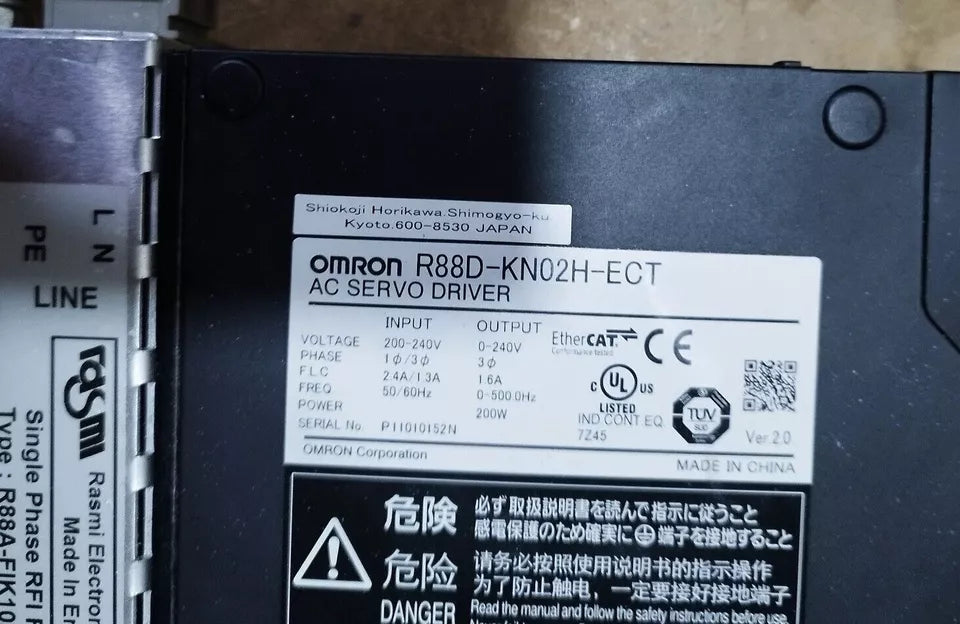 Shiokoji Horikawa.Shimogyo-ku
Kyoto.600-8530 JAPAN
OMRON R88D-KN02H-ECT
AC SERVO DRIVER
INPUT OUTPUT
VOLTAGE 200-240V 0-240V
PHASE 1ϕ/3ϕ 3ϕ
F.L.C 2.4A/1.3A 1.6A
FREQ. 50/60Hz 0-500.0Hz
POWER 200W
SERIAL No. P11010152N
OMRON Corporation
EtherCAT
Conformance tested
CE
C UL US
LISTED
IND CONT. EQ.
7Z45
TUV
SUD
Ver.2.0
MADE IN CHINA
危険
必ず取扱説明書を読んで指示に従うこと
感電保護のため確実に端子を接地すること
危险
请务必按照使用说明书的指示操作
为了防止触电，一定要接好接地端子
DANGER
Read the manual and follow the safety instructions before use.
L
N
PE
LINE
rasmi
Rasmi Electron
Made In En
Single Phase RFI F
Type : R88A-FIK10